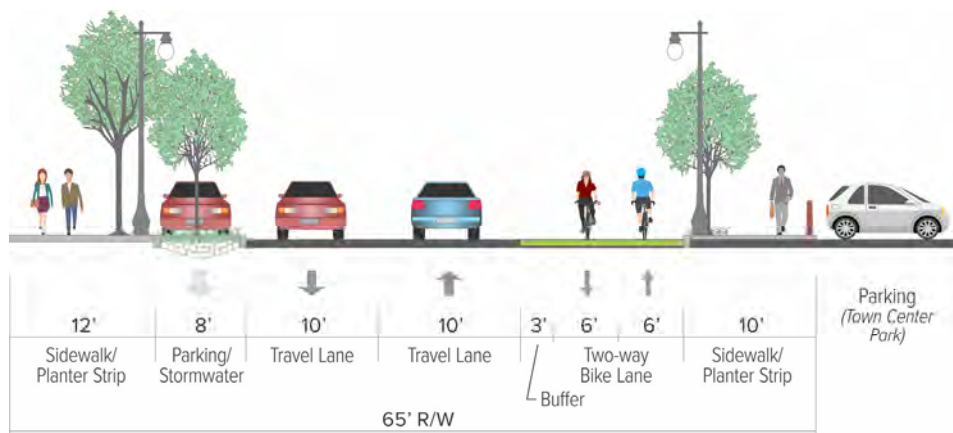 12'
8'
10'
10'
3'
6'
6'
10'
Sidewalk/
Planter Strip
Parking/
Stormwater
Travel Lane
Travel Lane
Buffer
Two-way
Bike Lane
Sidewalk/
Planter Strip
Parking
(Town Center
Park)
65' R/W